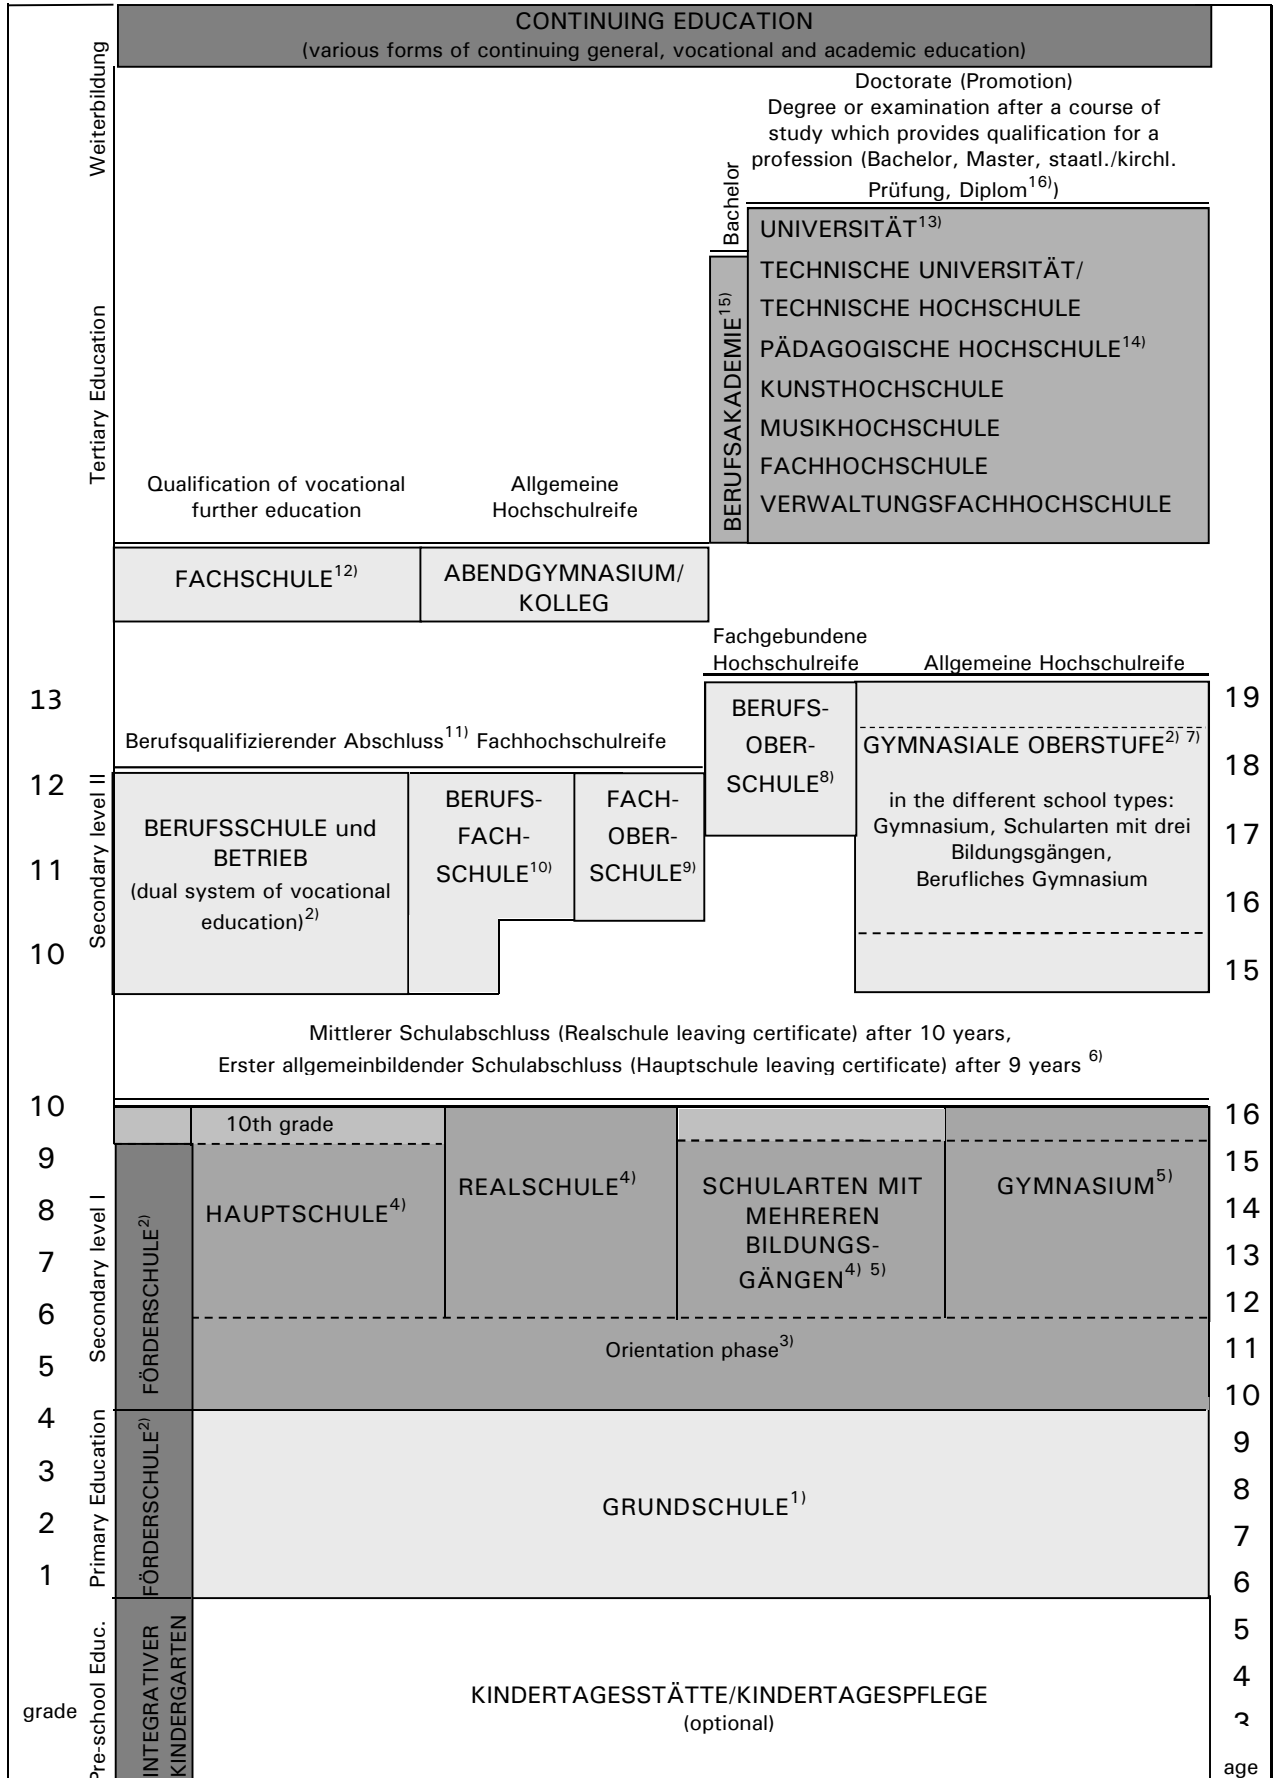 CONTINUING EDUCATION
(various forms of continuing general, vocational and academic education)
Weiterbildung
Doctorate (Promotion)
Degree or examination after a course of
study which provides qualification for a
profession (Bachelor, Master, staatl./kirchl.
Prüfung, Diplom16))
Bachelor
Tertiary Education
BERUFSAKADEMIE15)
UNIVERSITÄT13)
TECHNISCHE UNIVERSITÄT/
TECHNISCHE HOCHSCHULE
PÄDAGOGISCHE HOCHSCHULE14)
KUNSTHOCHSCHULE
MUSIKHOCHSCHULE
FACHHOCHSCHULE
VERWALTUNGSFACHHOCHSCHULE
Qualification of vocational
further education
Allgemeine
Hochschulreife
FACHSCHULE12)
ABENDGYMNASIUM/
KOLLEG
Fachgebundene
Hochschulreife
Allgemeine Hochschulreife
13
12
11
10
Secondary level II
Berufsqualifizierender Abschluss11)
Fachhochschulreife
BERUFSSCHULE und
BETRIEB
(dual system of vocational
education)2)
BERUFS-
FACH-
SCHULE10)
FACH-
OBER-
SCHULE9)
BERUFS-
OBER-
SCHULE8)
GYMNASIALE OBERSTUFE2) 7)
in the different school types:
Gymnasium, Schularten mit drei
Bildungsgängen,
Berufliches Gymnasium
19
18
17
16
15
Mittlerer Schulabschluss (Realschule leaving certificate) after 10 years,
Erster allgemeinbildender Schulabschluss (Hauptschule leaving certificate) after 9 years 6)
10
9
8
7
6
5
Secondary level I
FÖRDERSCHULE2)
10th grade
HAUPTSCHULE4)
REALSCHULE4)
SCHULARTEN MIT
MEHREREN
BILDUNGS-
GÄNGEN4) 5)
GYMNASIUM5)
Orientation phase3)
16
15
14
13
12
11
10
4
3
2
1
Primary Education
FÖRDERSCHULE2)
GRUNDSCHULE1)
9
8
7
6
grade
Pre-school Educ.
INTEGRATIVER
KINDERGARTEN
KINDERTAGESSTÄTTE/KINDERTAGESPFLEGE
(optional)
5
4
3
age